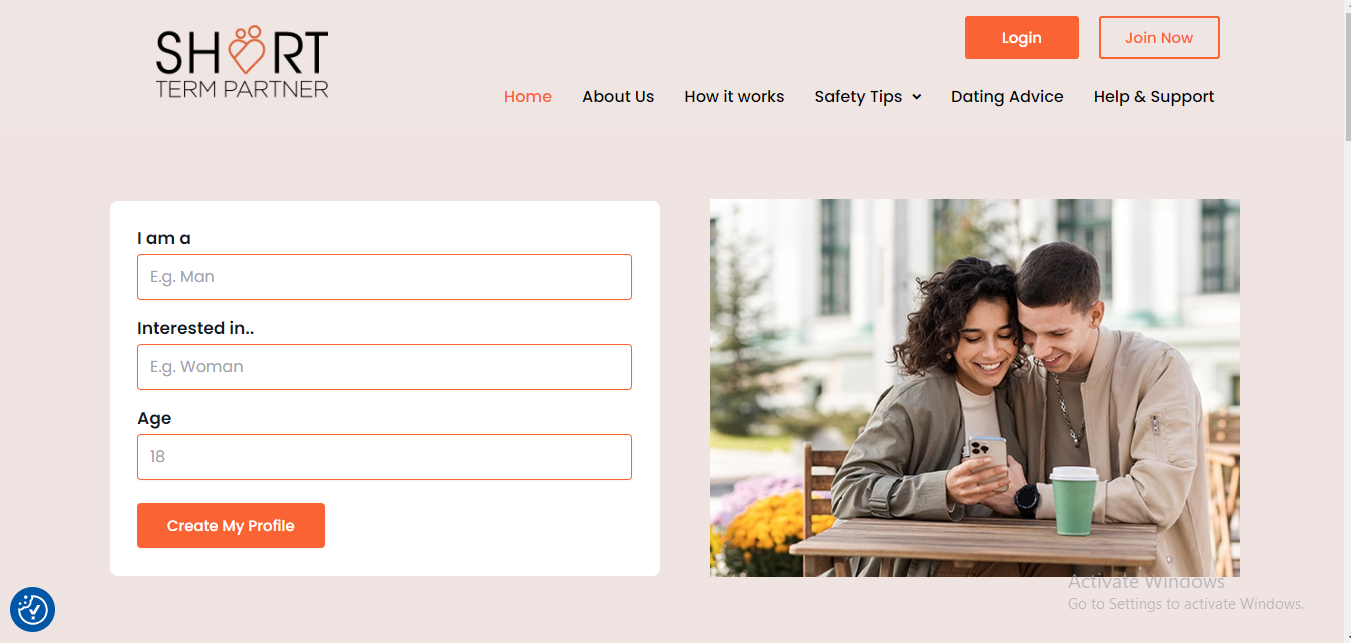 SHORT
TERM PARTNER
Login
Join Now
Home
About Us
How it works
Safety Tips
Dating Advice
Help & Support
I am a
E.g. Man
Interested in..
E.g. Woman
Age
18
Create My Profile
Activate Windows
Go to Settings to activate Windows.